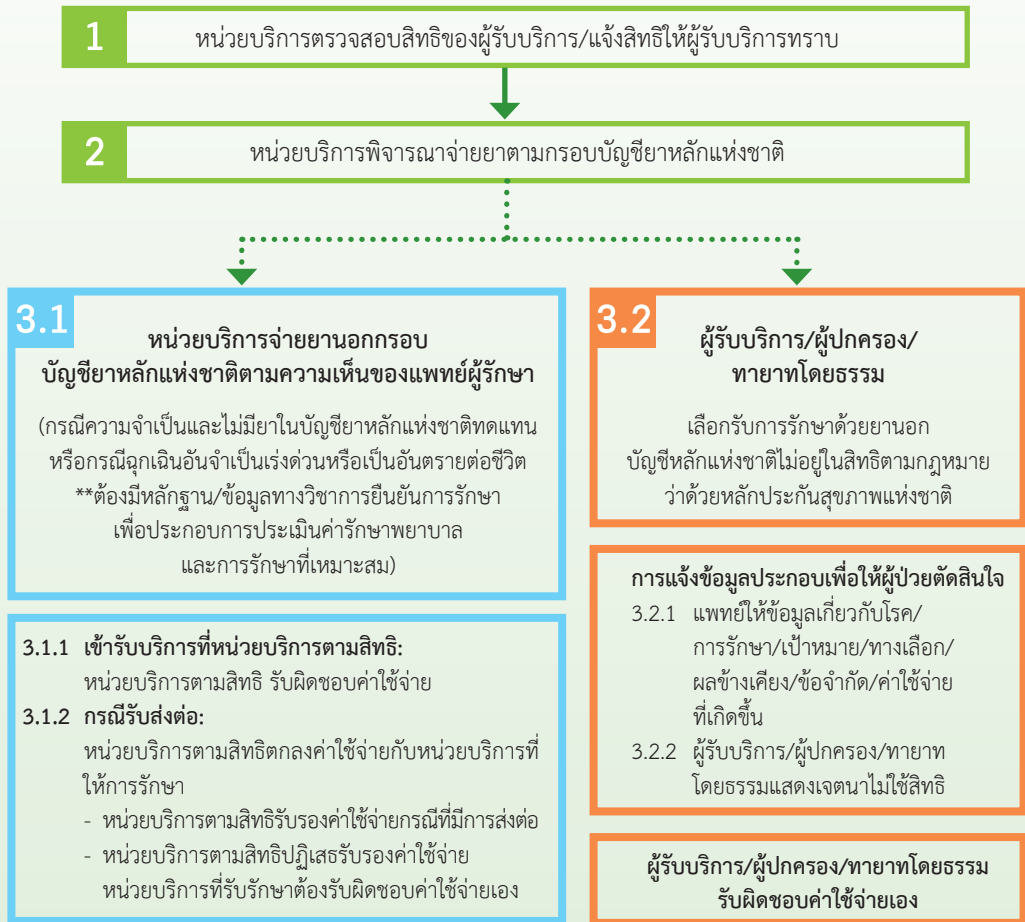 1
หน่วยบริการตรวจสอบสิทธิของผู้รับบริการ/แจ้งสิทธิให้ผู้รับบริการทราบ
2
หน่วยบริการพิจารณาจ่ายยาตามกรอบบัญชียาหลักแห่งชาติ
3.1
หน่วยบริการจ่ายยานอกกรอบ
บัญชียาหลักแห่งชาติตามความเห็นของแพทย์ผู้รักษา
(กรณีความจำเป็นและไม่มียาในบัญชียาหลักแห่งชาติทดแทน
หรือกรณีฉุกเฉินอันจำเป็นเร่งด่วนหรือเป็นอันตรายต่อชีวิต
**ต้องมีหลักฐาน/ข้อมูลทางวิชาการยืนยันการรักษา
เพื่อประกอบการประเมินค่ารักษาพยาบาล
และการรักษาที่เหมาะสม)
3.1.1 เข้ารับบริการที่หน่วยบริการตามสิทธิ:
หน่วยบริการตามสิทธิ รับผิดชอบค่าใช้จ่าย
3.1.2 กรณีรับส่งต่อ:
หน่วยบริการตามสิทธิตกลงค่าใช้จ่ายกับหน่วยบริการที่
ให้การรักษา
- หน่วยบริการตามสิทธิรับรองค่าใช้จ่ายกรณีที่มีการส่งต่อ
- หน่วยบริการตามสิทธิปฏิเสธรับรองค่าใช้จ่าย
หน่วยบริการที่รับรักษาต้องรับผิดชอบค่าใช้จ่ายเอง
3.2
ผู้รับบริการ/ผู้ปกครอง/
ทายาทโดยธรรม
เลือกรับการรักษาด้วยยานอก
บัญชีหลักแห่งชาติไม่อยู่ในสิทธิตามกฎหมาย
ว่าด้วยหลักประกันสุขภาพแห่งชาติ
การแจ้งข้อมูลประกอบเพื่อให้ผู้ป่วยตัดสินใจ
3.2.1 แพทย์ให้ข้อมูลเกี่ยวกับโรค/
การรักษา/เป้าหมาย/ทางเลือก/
ผลข้างเคียง/ข้อจำกัด/ค่าใช้จ่าย
ที่เกิดขึ้น
3.2.2 ผู้รับบริการ/ผู้ปกครอง/ทายาท
โดยธรรมแสดงเจตนาไม่ใช้สิทธิ
ผู้รับบริการ/ผู้ปกครอง/ทายาทโดยธรรม
รับผิดชอบค่าใช้จ่ายเอง